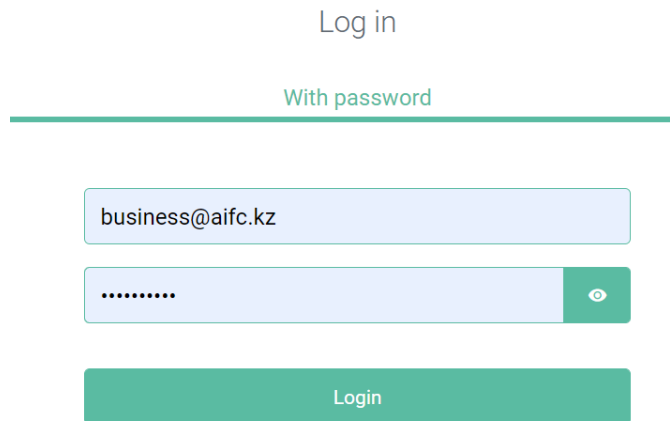 Log in
With password
business@aifc.kz
••••••••••
Login